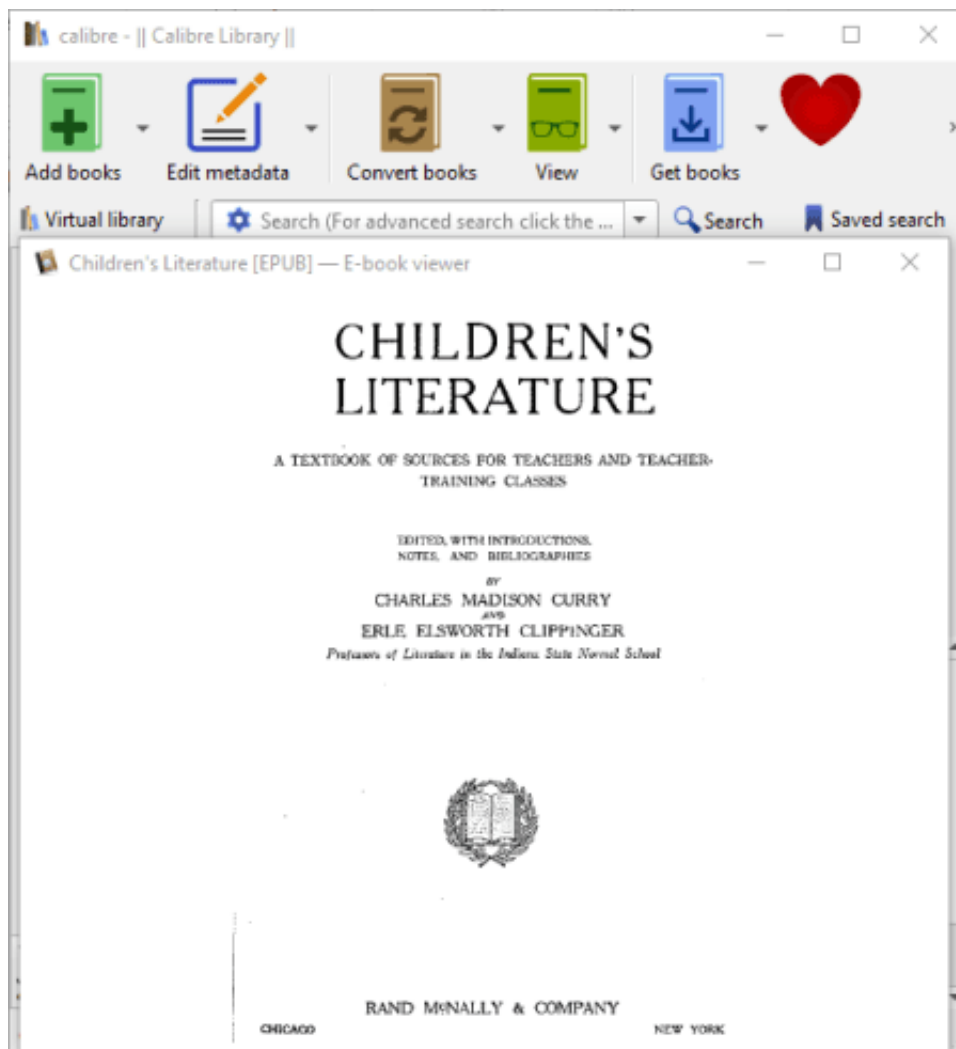 calibre - || Calibre Library ||
Add books Edit metadata Convert books View Get books
Virtual library Search (For advanced search click the ... Search Saved search
Children's Literature [EPUB] — E-book viewer
CHILDREN'S
LITERATURE
A TEXTBOOK OF SOURCES FOR TEACHERS AND TEACHER-
TRAINING CLASSES
EDITED, WITH INTRODUCTIONS,
NOTES, AND BIBLIOGRAPHIES
BY
CHARLES MADISON CURRY
AND
ERLE ELSWORTH CLIPPINGER
Professors of Literature in the Indiana State Normal School
RAND MCNALLY & COMPANY
CHICAGO NEW YORK